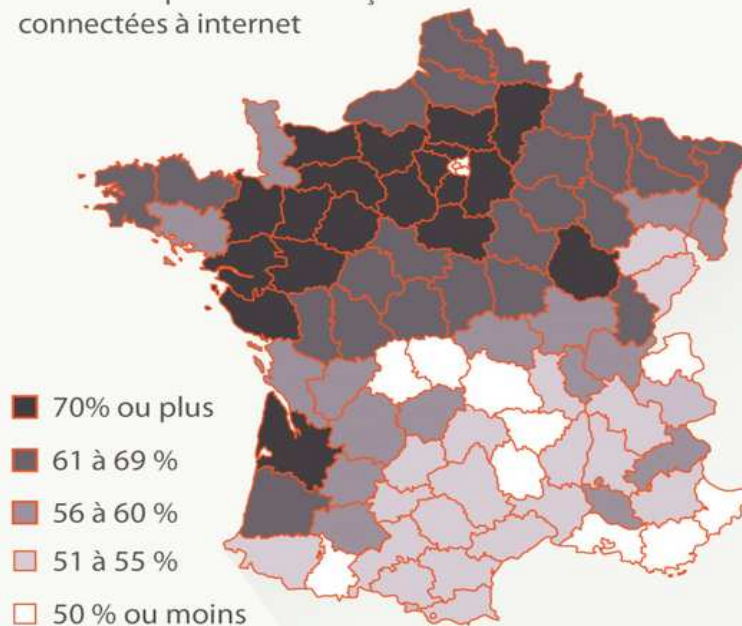 connectées à internet
70% ou plus
61 à 69 %
56 à 60 %
51 à 55 %
50 % ou moins